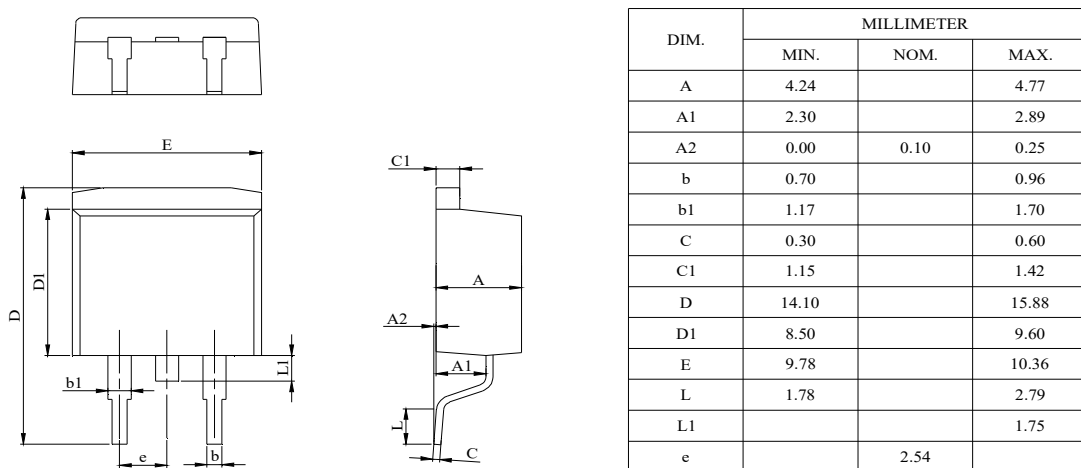 E
D
D1
b1
L1
e
b
C1
A
A2
A1
L
C
DIM. MILLIMETER
MIN. NOM. MAX.
A 4.24 4.77
A1 2.30 2.89
A2 0.00 0.10 0.25
b 0.70 0.96
b1 1.17 1.70
C 0.30 0.60
C1 1.15 1.42
D 14.10 15.88
D1 8.50 9.60
E 9.78 10.36
L 1.78 2.79
L1 1.75
e 2.54